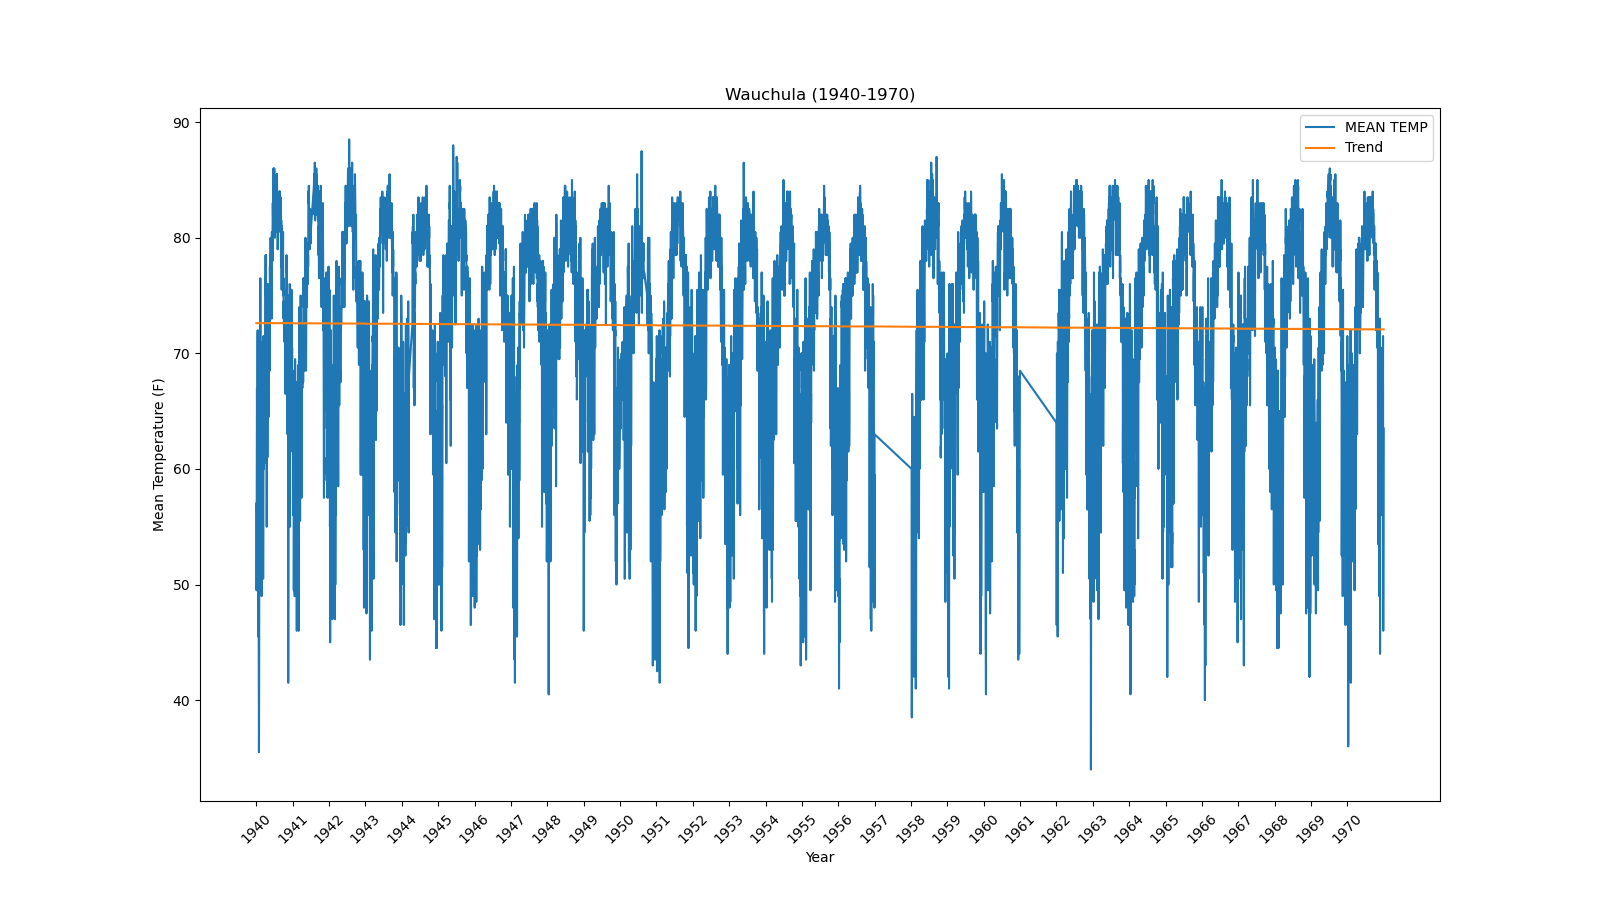 Wauchula (1940-1970)
MEAN TEMP
Trend
90
80
70
60
50
40
Mean Temperature (F)
1940 1941 1942 1943 1944 1945 1946 1947 1948 1949 1950 1951 1952 1953 1954 1955 1956 1957 1958 1959 1960 1961 1962 1963 1964 1965 1966 1967 1968 1969 1970
Year